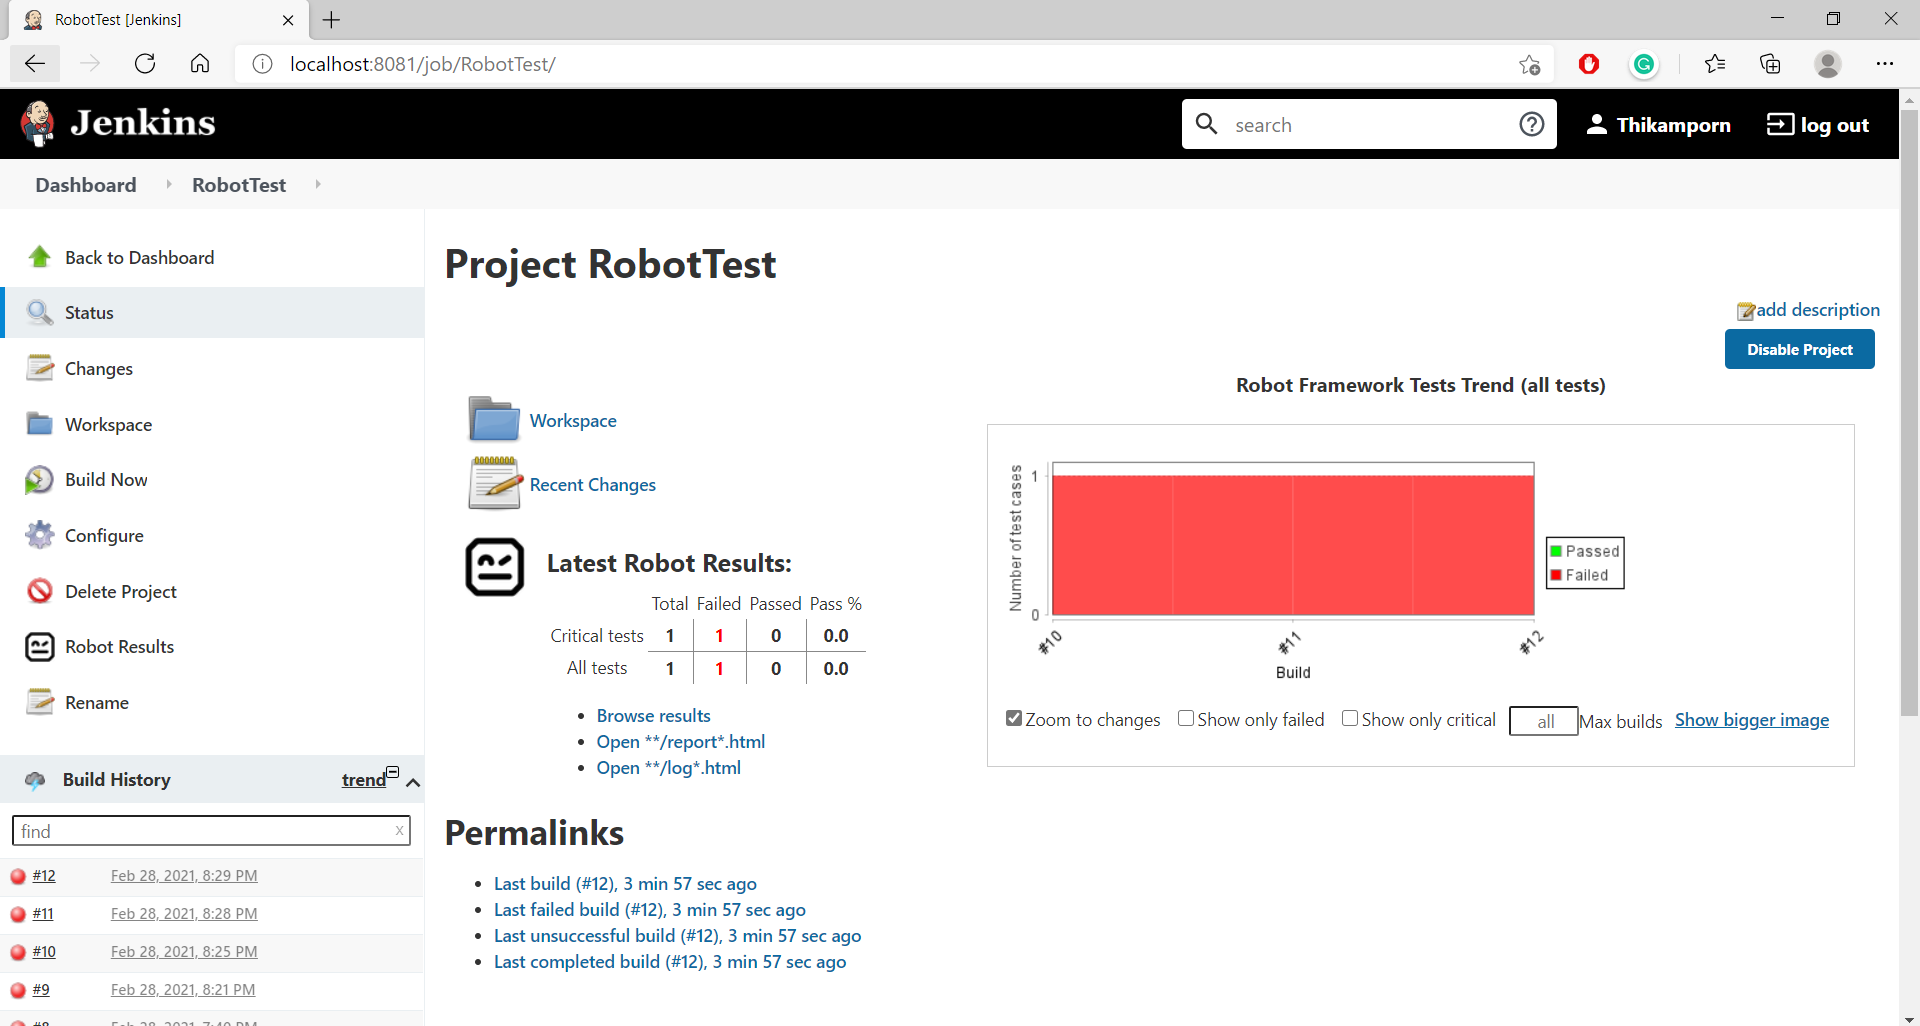 RobotTest [Jenkins]
localhost:8081/job/RobotTest/
Jenkins
search
Thikamporn
log out
Dashboard
RobotTest
Back to Dashboard
Status
Changes
Workspace
Build Now
Configure
Delete Project
Robot Results
Rename
Build History
trend
find
x
#12 Feb 28, 2021, 8:29 PM
#11 Feb 28, 2021, 8:28 PM
#10 Feb 28, 2021, 8:25 PM
#9 Feb 28, 2021, 8:21 PM
#8 Feb 28, 2021, 7:40 PM
Project RobotTest
add description
Disable Project
Workspace
Recent Changes
Latest Robot Results:
Total Failed Passed Pass %
Critical tests 1 1 0 0.0
All tests 1 1 0 0.0
Browse results
Open **/report*.html
Open **/log*.html
Robot Framework Tests Trend (all tests)
Number of test cases
1
0
#10 #11 #12
Build
Passed
Failed
Zoom to changes Show only failed Show only critical all Max builds Show bigger image
Permalinks
Last build (#12), 3 min 57 sec ago
Last failed build (#12), 3 min 57 sec ago
Last unsuccessful build (#12), 3 min 57 sec ago
Last completed build (#12), 3 min 57 sec ago